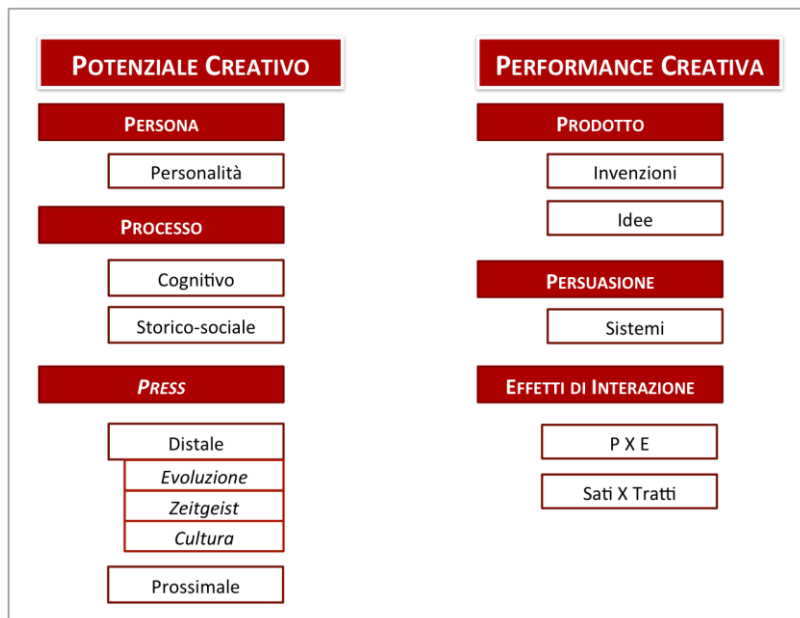 POTENZIALE CREATIVO
PERSONA
Personalità
PROCESSO
Cognitivo
Storico-sociale
PRESS
Distale
Evoluzione
Zeitgeist
Cultura
Prossimale
PERFORMANCE CREATIVA
PRODOTTO
Invenzioni
Idee
PERSUASIONE
Sistemi
EFFETTI DI INTERAZIONE
P X E
Sati X Tratti